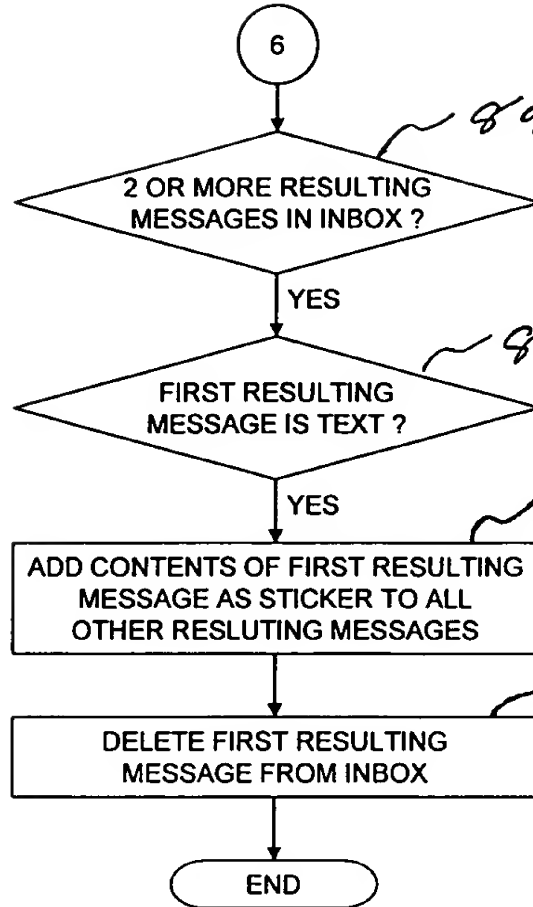 6
2 OR MORE RESULTING
MESSAGES IN INBOX ?
YES
FIRST RESULTING
MESSAGE IS TEXT ?
YES
ADD CONTENTS OF FIRST RESULTING
MESSAGE AS STICKER TO ALL
OTHER RESLUTING MESSAGES
DELETE FIRST RESULTING
MESSAGE FROM INBOX
END